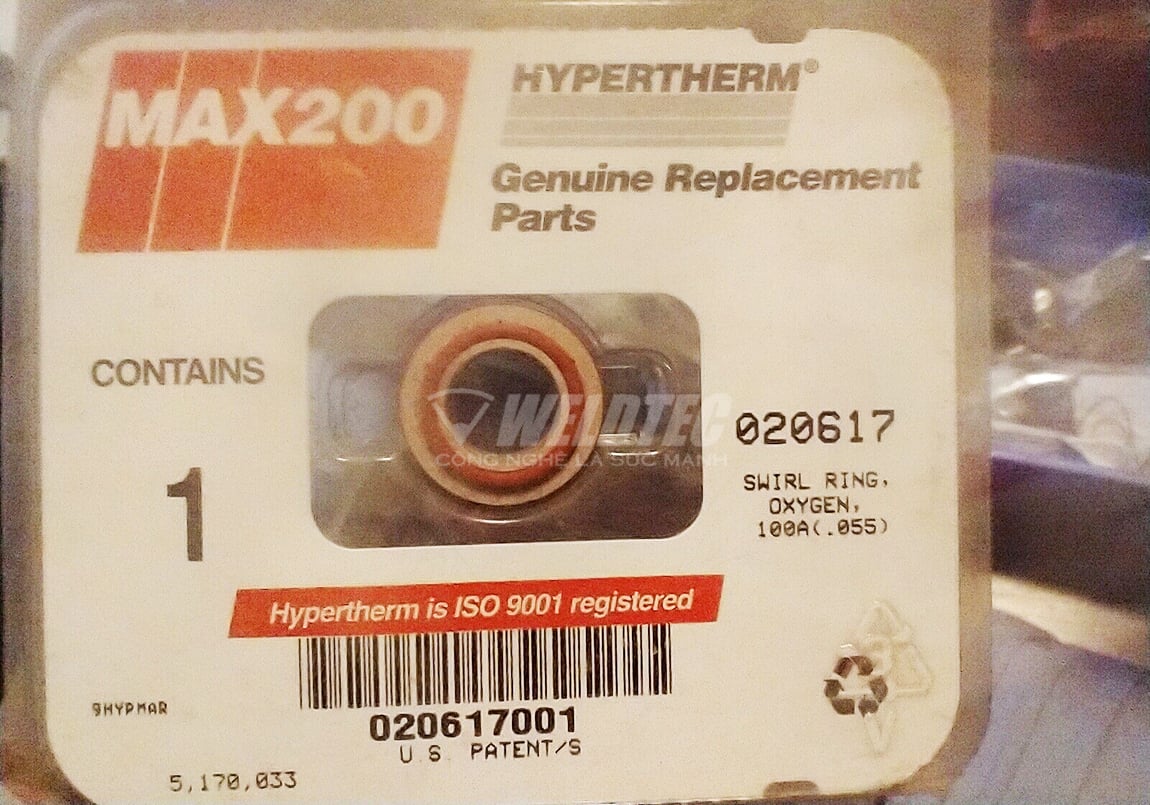 MAX200
HYPERTHERM®
Genuine Replacement
Parts
CONTAINS
1
WELDTEC
CÔNG NGHỆ LÀ SỨC MẠNH
020617
SWIRL RING,
OXYGEN,
100A(.055)
Hypertherm is ISO 9001 registered
9HYPMAR
020617001
U.S. PATENT/S
5,170,033